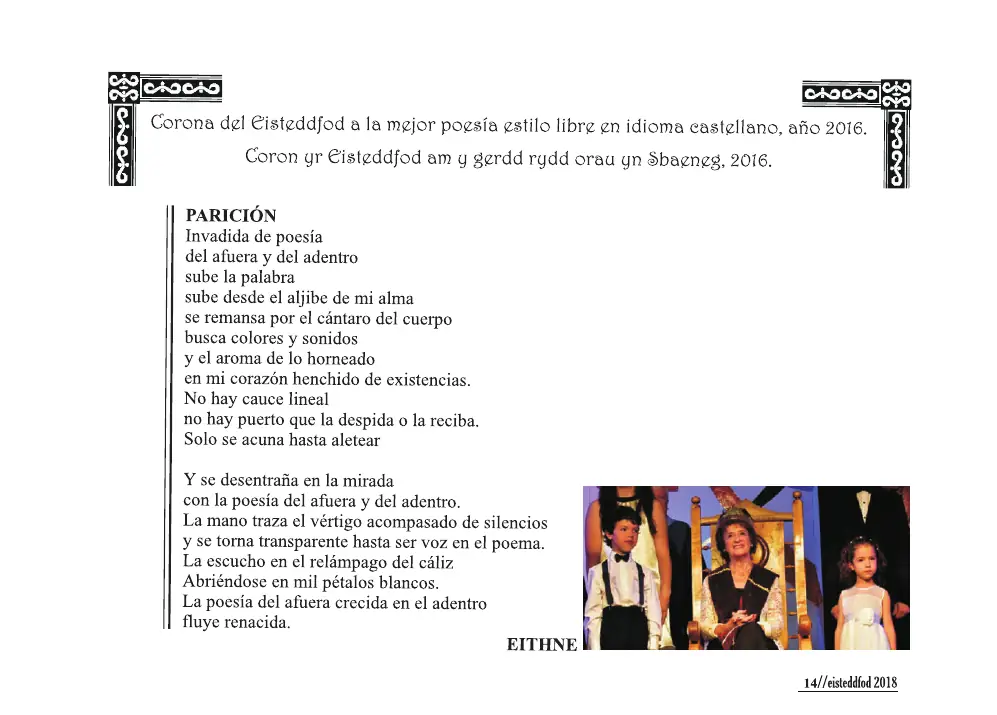 Corona del Eisteddfod a la mejor poesía estilo libre en idioma castellano, año 2016.
Coron yr Eisteddfod am y gerdd rydd orau yn Sbaeneg, 2016.
PARICIÓN
Invadida de poesía
del afuera y del adentro
sube la palabra
sube desde el aljibe de mi alma
se remansa por el cántaro del cuerpo
busca colores y sonidos
y el aroma de lo horneado
en mi corazón henchido de existencias.
No hay cauce lineal
no hay puerto que la despida o la reciba.
Solo se acuna hasta aletear
Y se desentraña en la mirada
con la poesía del afuera y del adentro.
La mano traza el vértigo acompasado de silencios
y se torna transparente hasta ser voz en el poema.
La escucho en el relámpago del cáliz
Abriéndose en mil pétalos blancos.
La poesía del afuera crecida en el adentro
fluye renacida.
EITHNE
14//eisteddfod 2018